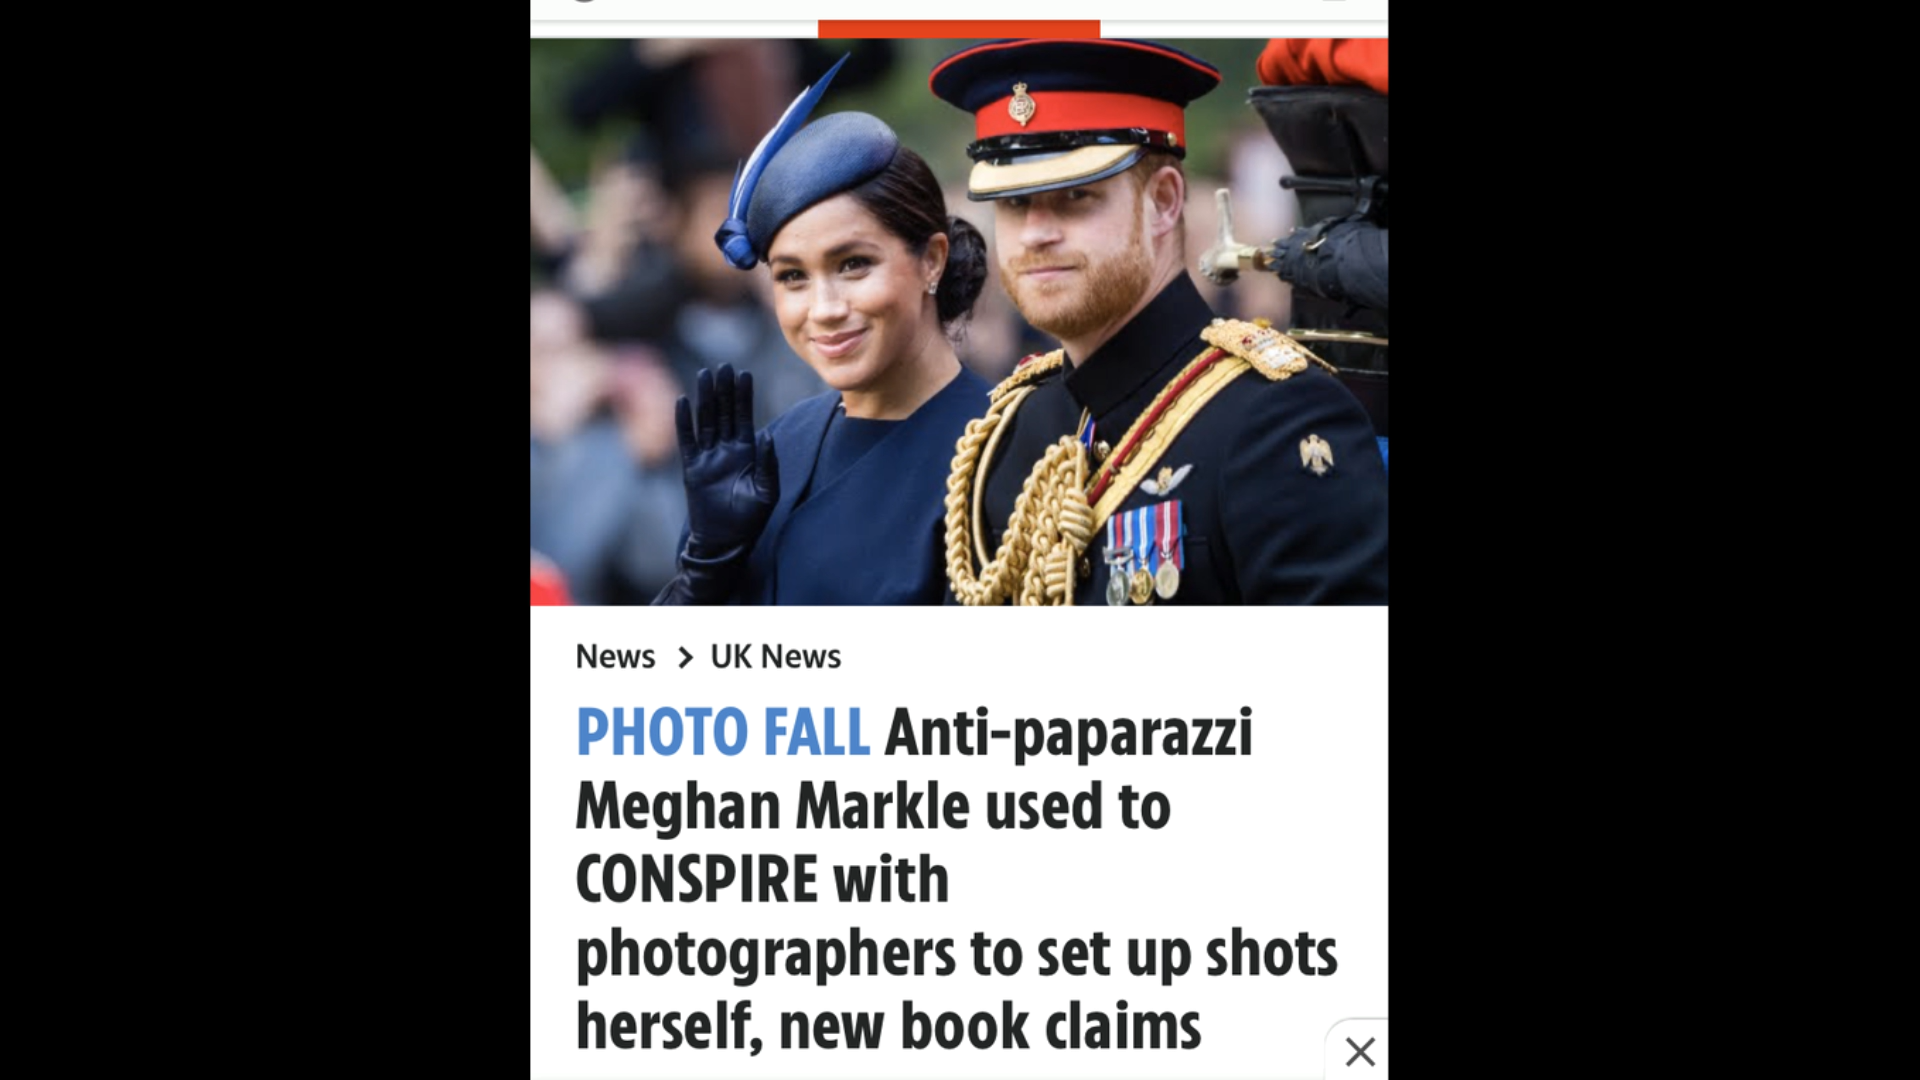 News > UK News
PHOTO FALL Anti-paparazzi
Meghan Markle used to
CONSPIRE with
photographers to set up shots
herself, new book claims